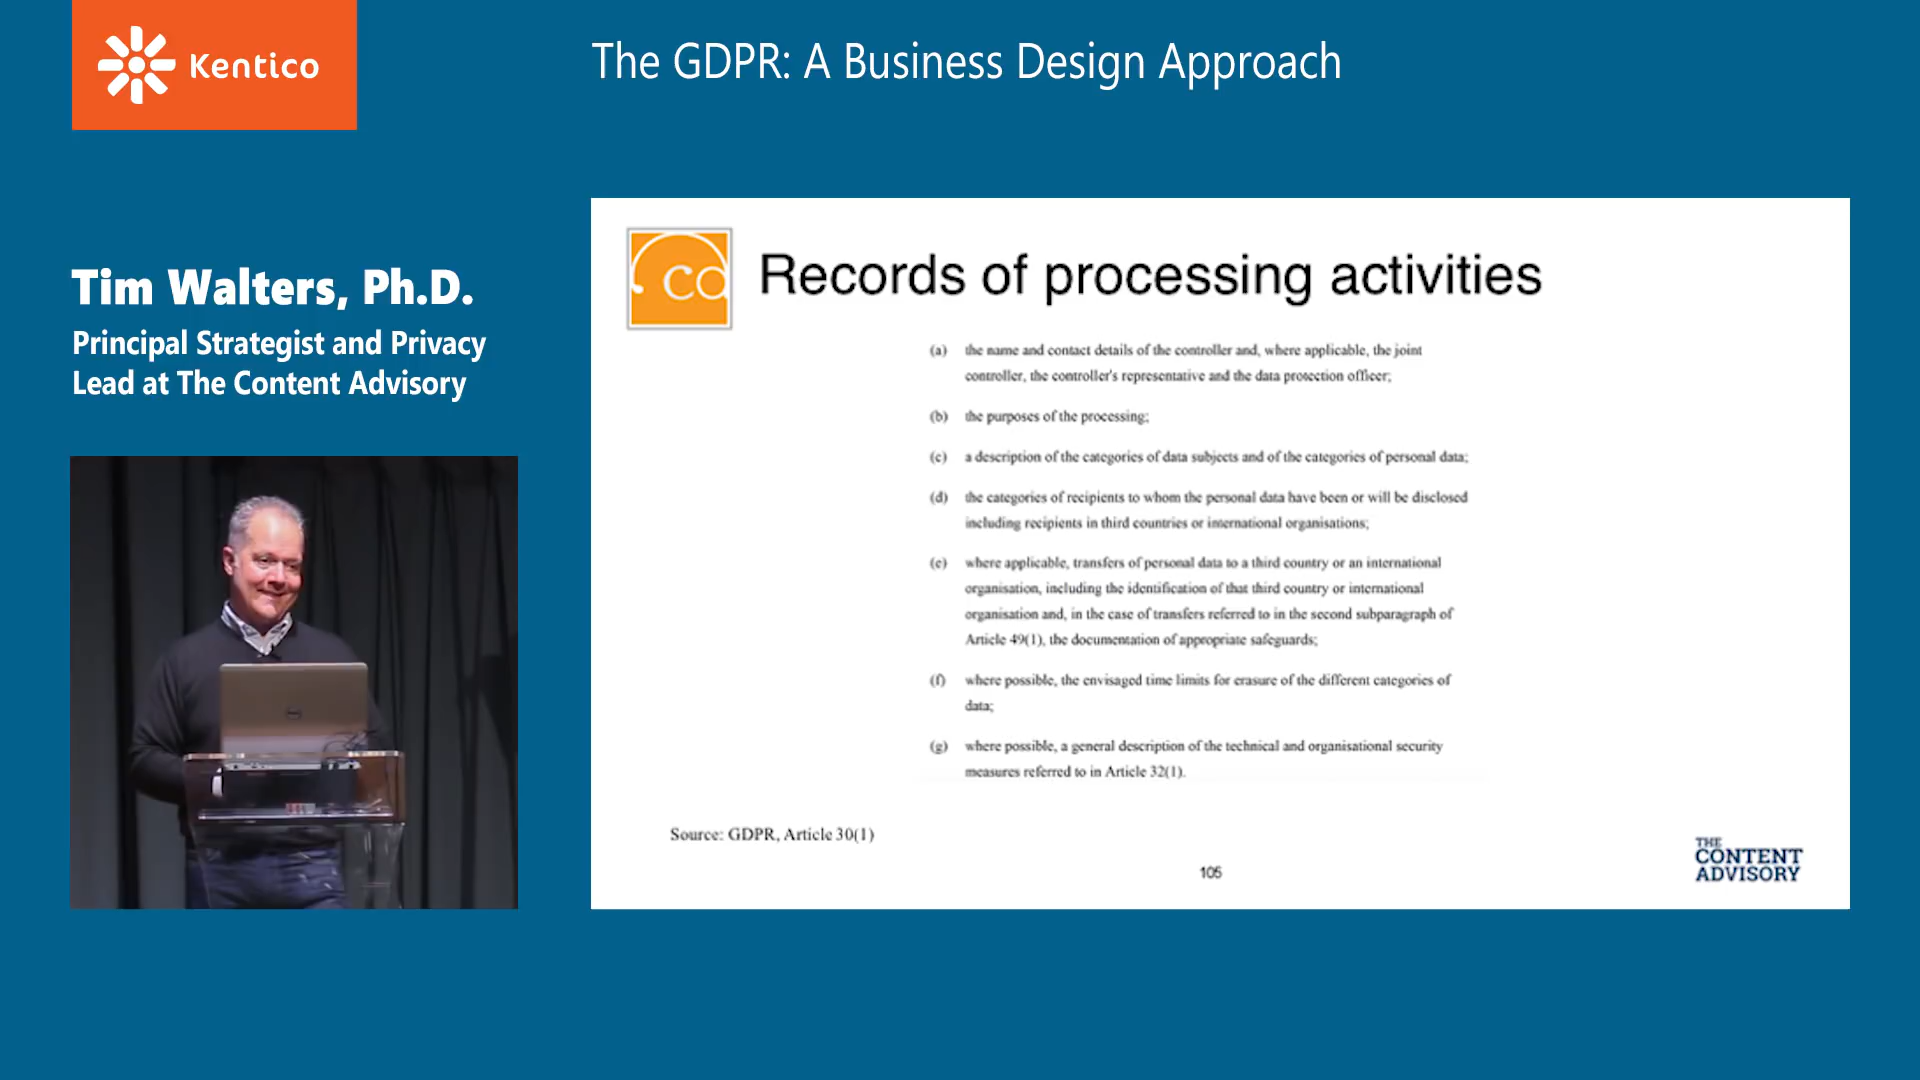 Kentico
The GDPR: A Business Design Approach
Tim Walters, Ph.D.
Principal Strategist and Privacy
Lead at The Content Advisory
ca
Records of processing activities
(a) the name and contact details of the controller and, where applicable, the joint
controller, the controller's representative and the data protection officer;
(b) the purposes of the processing;
(c) a description of the categories of data subjects and of the categories of personal data;
(d) the categories of recipients to whom the personal data have been or will be disclosed
including recipients in third countries or international organisations;
(e) where applicable, transfers of personal data to a third country or an international
organisation, including the identification of that third country or international
organisation and, in the case of transfers referred to in the second subparagraph of
Article 49(1), the documentation of appropriate safeguards;
(f) where possible, the envisaged time limits for erasure of the different categories of
data;
(g) where possible, a general description of the technical and organisational security
measures referred to in Article 32(1).
Source: GDPR, Article 30(1)
105
THE
CONTENT
ADVISORY